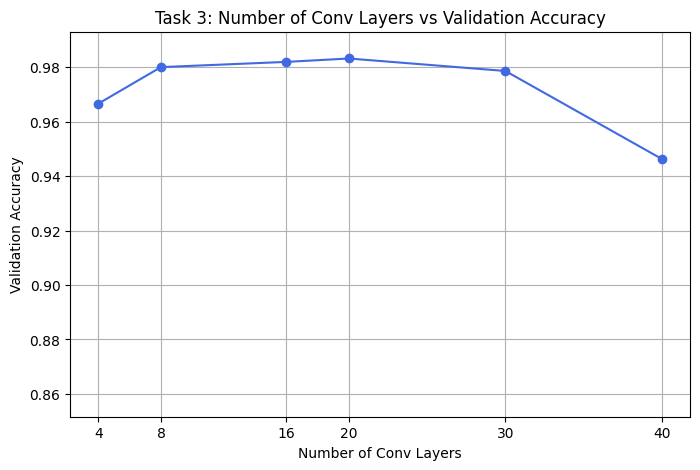 Task 3: Number of Conv Layers vs Validation Accuracy
Validation Accuracy
0.98
0.96
0.94
0.92
0.90
0.88
0.86
4 8 16 20 30 40
Number of Conv Layers